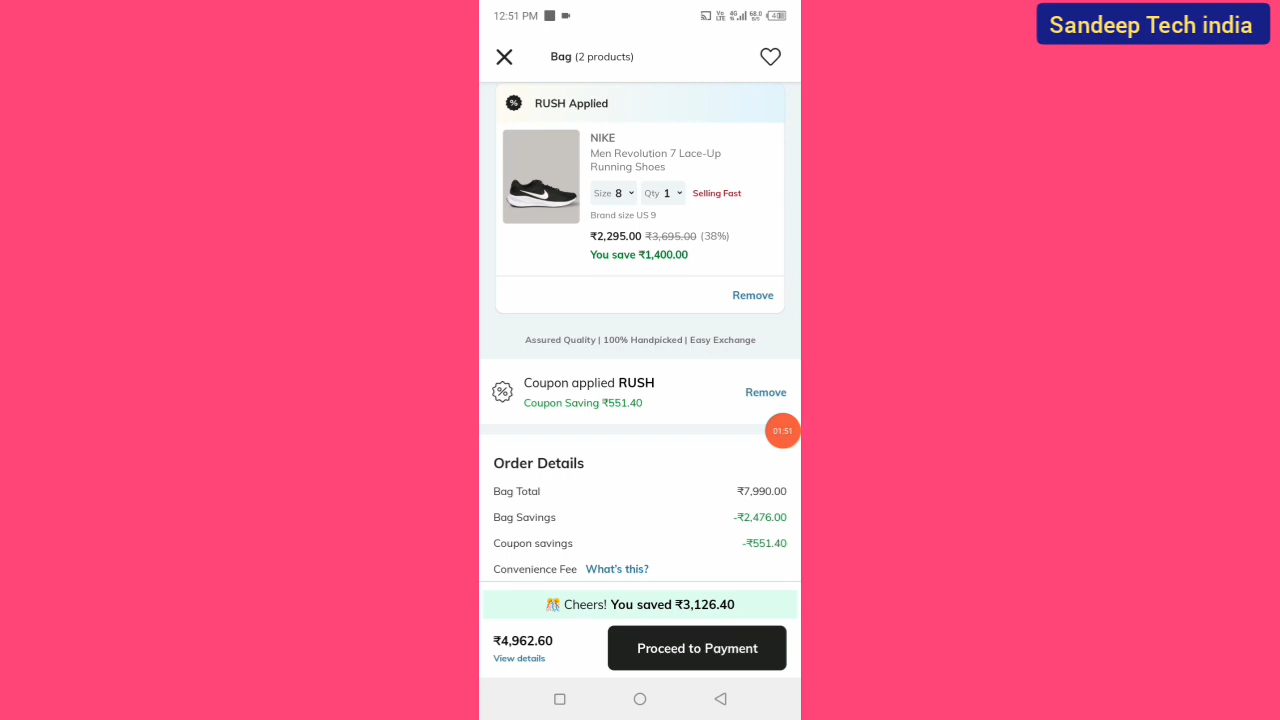 12:51 PM
Sandeep Tech india
Bag (2 products)
RUSH Applied
NIKE
Men Revolution 7 Lace-Up
Running Shoes
Size 8 Qty 1 Selling Fast
Brand size US 9
₹2,295.00 ₹3,695.00 (38%)
You save ₹1,400.00
Remove
Assured Quality | 100% Handpicked | Easy Exchange
Coupon applied RUSH
Remove
Coupon Saving ₹551.40
01:51
Order Details
Bag Total ₹7,990.00
Bag Savings -₹2,476.00
Coupon savings -₹551.40
Convenience Fee What's this?
Cheers! You saved ₹3,126.40
₹4,962.60
View details
Proceed to Payment